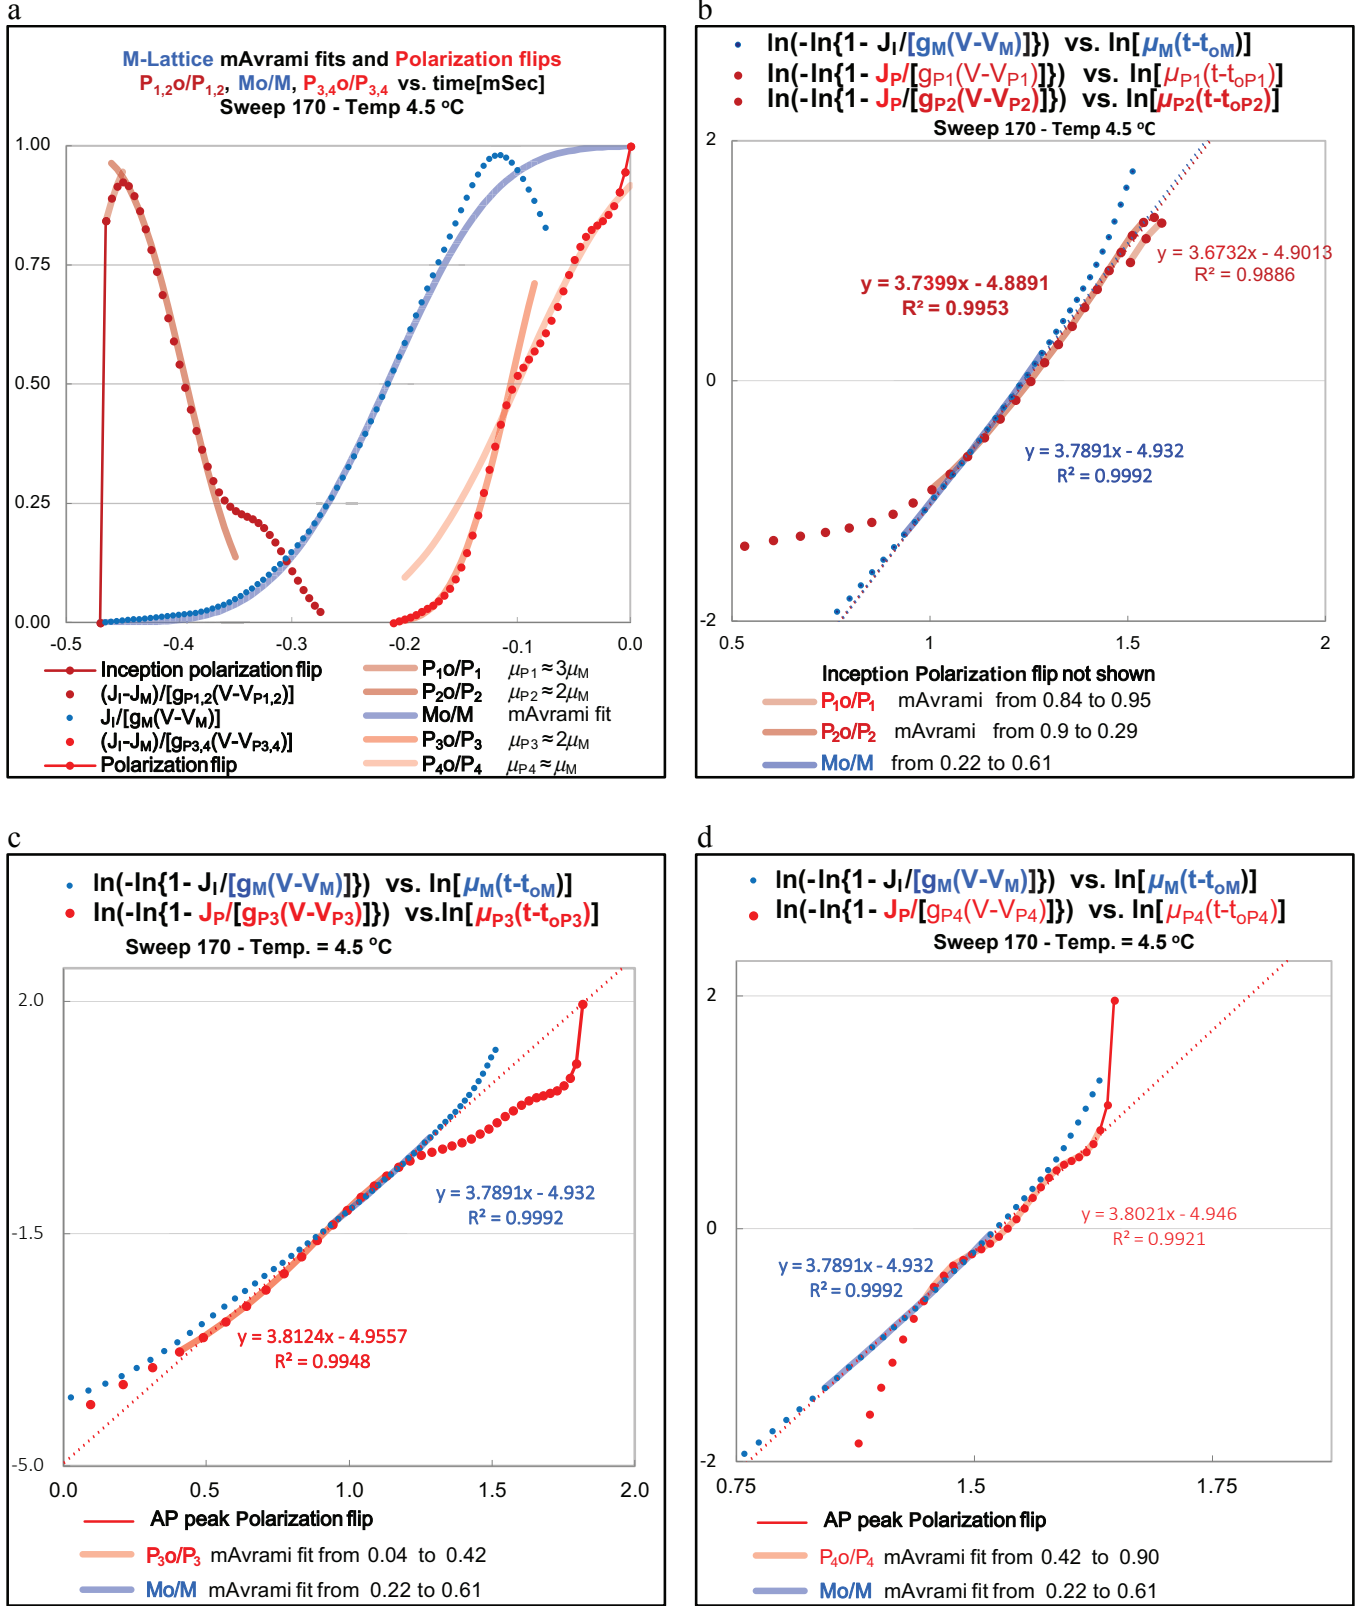 a
M-Lattice mAvrami fits and Polarization flips
P1,2o/P1,2, Mo/M, P3,4o/P3,4 vs. time[mSec]
Sweep 170 - Temp 4.5 ºC
1.00
0.75
0.50
0.25
0.00
-0.5 -0.4 -0.3 -0.2 -0.1 0.0
Inception polarization flip
(JI-JM)/[gP1,2(V-VP1,2)]
JI/[gM(V-VM)]
(JI-JM)/[gP3,4(V-VP3,4)]
Polarization flip
P1o/P1 μP1 ≈ 3μM
P2o/P2 μP2 ≈ 2μM
Mo/M mAvrami fit
P3o/P3 μP3 ≈ 2μM
P4o/P4 μP4 ≈ μM
b
ln(-ln{1- JI/[gM(V-VM)]}) vs. ln[μM(t-toM)]
ln(-ln{1- JP/[gP1(V-VP1)]}) vs. ln[μP1(t-toP1)]
ln(-ln{1- JP/[gP2(V-VP2)]}) vs. ln[μP2(t-toP2)]
Sweep 170 - Temp 4.5 ºC
2
0
-2
y = 3.6732x - 4.9013
R² = 0.9886
y = 3.7399x - 4.8891
R² = 0.9953
y = 3.7891x - 4.932
R² = 0.9992
0.5 1 1.5 2
Inception Polarization flip not shown
P1o/P1 mAvrami from 0.84 to 0.95
P2o/P2 mAvrami from 0.9 to 0.29
Mo/M from 0.22 to 0.61
c
ln(-ln{1- JI/[gM(V-VM)]}) vs. ln[μM(t-toM)]
ln(-ln{1- JP/[gP3(V-VP3)]}) vs.ln[μP3(t-toP3)]
Sweep 170 - Temp. = 4.5 ºC
2.0
-1.5
-5.0
y = 3.7891x - 4.932
R² = 0.9992
y = 3.8124x - 4.9557
R² = 0.9948
0.0 0.5 1.0 1.5 2.0
AP peak Polarization flip
P3o/P3 mAvrami fit from 0.04 to 0.42
Mo/M mAvrami fit from 0.22 to 0.61
d
ln(-ln{1- JI/[gM(V-VM)]}) vs. ln[μM(t-toM)]
ln(-ln{1- JP/[gP4(V-VP4)]}) vs. ln[μP4(t-toP4)]
Sweep 170 - Temp. = 4.5 ºC
2
0
-2
y = 3.8021x - 4.946
R² = 0.9921
y = 3.7891x - 4.932
R² = 0.9992
0.75 1.5 1.75
AP peak Polarization flip
P4o/P4 mAvrami fit from 0.42 to 0.90
Mo/M mAvrami fit from 0.22 to 0.61